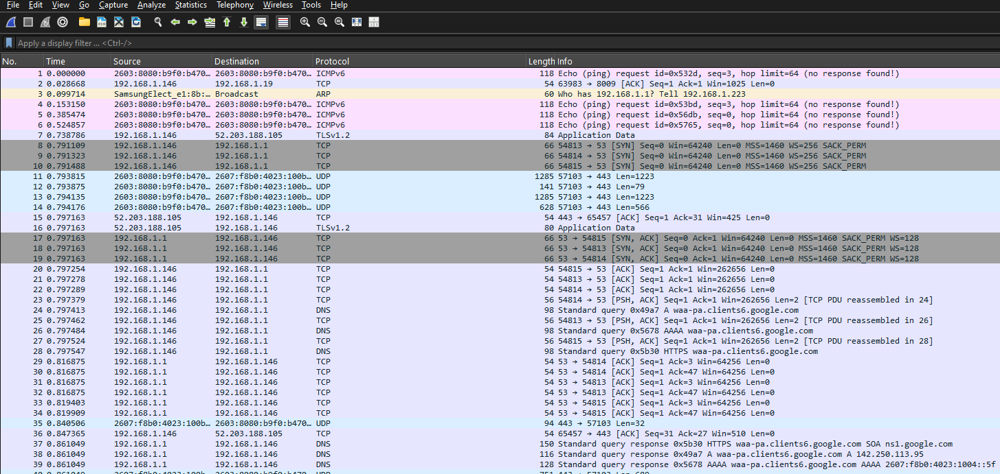 File Edit View Go Capture Analyze Statistics Telephony Wireless Tools Help
Apply a display filter ... <Ctrl-/>
No. Time Source Destination Protocol Length Info
1 0.000000 2603:8080:b9f0:b470… 2603:8080:b9f0:b470… ICMPv6 118 Echo (ping) request id=0x532d, seq=3, hop limit=64 (no response found!)
2 0.028668 192.168.1.146 192.168.1.19 TCP 54 63983 → 8009 [ACK] Seq=1 Ack=1 Win=1025 Len=0
3 0.099714 SamsungElect_e1:8b:… Broadcast ARP 60 Who has 192.168.1.1? Tell 192.168.1.223
4 0.153150 2603:8080:b9f0:b470… 2603:8080:b9f0:b470… ICMPv6 118 Echo (ping) request id=0x53bd, seq=3, hop limit=64 (no response found!)
5 0.385474 2603:8080:b9f0:b470… 2603:8080:b9f0:b470… ICMPv6 118 Echo (ping) request id=0x56db, seq=0, hop limit=64 (no response found!)
6 0.524857 2603:8080:b9f0:b470… 2603:8080:b9f0:b470… ICMPv6 118 Echo (ping) request id=0x5765, seq=0, hop limit=64 (no response found!)
7 0.738786 192.168.1.146 52.203.188.105 TLSv1.2 84 Application Data
8 0.791109 192.168.1.146 192.168.1.1 TCP 66 54813 → 53 [SYN] Seq=0 Win=64240 Len=0 MSS=1460 WS=256 SACK_PERM
9 0.791323 192.168.1.146 192.168.1.1 TCP 66 54814 → 53 [SYN] Seq=0 Win=64240 Len=0 MSS=1460 WS=256 SACK_PERM
10 0.791488 192.168.1.146 192.168.1.1 TCP 66 54815 → 53 [SYN] Seq=0 Win=64240 Len=0 MSS=1460 WS=256 SACK_PERM
11 0.793815 2603:8080:b9f0:b470… 2607:f8b0:4023:100b… UDP 1285 57103 → 443 Len=1223
12 0.793875 2603:8080:b9f0:b470… 2607:f8b0:4023:100b… UDP 141 57103 → 443 Len=79
13 0.794135 2603:8080:b9f0:b470… 2607:f8b0:4023:100b… UDP 1285 57103 → 443 Len=1223
14 0.794176 2603:8080:b9f0:b470… 2607:f8b0:4023:100b… UDP 628 57103 → 443 Len=566
15 0.797163 52.203.188.105 192.168.1.146 TCP 54 443 → 65457 [ACK] Seq=1 Ack=31 Win=425 Len=0
16 0.797163 52.203.188.105 192.168.1.146 TLSv1.2 80 Application Data
17 0.797163 192.168.1.1 192.168.1.146 TCP 66 53 → 54815 [SYN, ACK] Seq=0 Ack=1 Win=64240 Len=0 MSS=1460 SACK_PERM WS=128
18 0.797163 192.168.1.1 192.168.1.146 TCP 66 53 → 54813 [SYN, ACK] Seq=0 Ack=1 Win=64240 Len=0 MSS=1460 SACK_PERM WS=128
19 0.797163 192.168.1.1 192.168.1.146 TCP 66 53 → 54814 [SYN, ACK] Seq=0 Ack=1 Win=64240 Len=0 MSS=1460 SACK_PERM WS=128
20 0.797254 192.168.1.146 192.168.1.1 TCP 54 54815 → 53 [ACK] Seq=1 Ack=1 Win=262656 Len=0
21 0.797278 192.168.1.146 192.168.1.1 TCP 54 54813 → 53 [ACK] Seq=1 Ack=1 Win=262656 Len=0
22 0.797289 192.168.1.146 192.168.1.1 TCP 54 54814 → 53 [ACK] Seq=1 Ack=1 Win=262656 Len=0
23 0.797379 192.168.1.146 192.168.1.1 TCP 56 54814 → 53 [PSH, ACK] Seq=1 Ack=1 Win=262656 Len=2 [TCP PDU reassembled in 24]
24 0.797413 192.168.1.146 192.168.1.1 DNS 98 Standard query 0x49a7 A waa-pa.clients6.google.com
25 0.797462 192.168.1.146 192.168.1.1 TCP 56 54813 → 53 [PSH, ACK] Seq=1 Ack=1 Win=262656 Len=2 [TCP PDU reassembled in 26]
26 0.797484 192.168.1.146 192.168.1.1 DNS 98 Standard query 0x5678 AAAA waa-pa.clients6.google.com
27 0.797524 192.168.1.146 192.168.1.1 TCP 56 54815 → 53 [PSH, ACK] Seq=1 Ack=1 Win=262656 Len=2 [TCP PDU reassembled in 28]
28 0.797547 192.168.1.146 192.168.1.1 DNS 98 Standard query 0x5b30 HTTPS waa-pa.clients6.google.com
29 0.816875 192.168.1.1 192.168.1.146 TCP 54 53 → 54814 [ACK] Seq=1 Ack=3 Win=64256 Len=0
30 0.816875 192.168.1.1 192.168.1.146 TCP 54 53 → 54814 [ACK] Seq=1 Ack=47 Win=64256 Len=0
31 0.816875 192.168.1.1 192.168.1.146 TCP 54 53 → 54813 [ACK] Seq=1 Ack=3 Win=64256 Len=0
32 0.816875 192.168.1.1 192.168.1.146 TCP 54 53 → 54813 [ACK] Seq=1 Ack=47 Win=64256 Len=0
33 0.819403 192.168.1.1 192.168.1.146 TCP 54 53 → 54815 [ACK] Seq=1 Ack=3 Win=64256 Len=0
34 0.819909 192.168.1.1 192.168.1.146 TCP 54 53 → 54815 [ACK] Seq=1 Ack=47 Win=64256 Len=0
35 0.840506 2607:f8b0:4023:100b… 2603:8080:b9f0:b470… UDP 94 443 → 57103 Len=32
36 0.847365 192.168.1.146 52.203.188.105 TCP 54 65457 → 443 [ACK] Seq=31 Ack=27 Win=510 Len=0
37 0.861049 192.168.1.1 192.168.1.146 DNS 150 Standard query response 0x5b30 HTTPS waa-pa.clients6.google.com SOA ns1.google.com
38 0.861049 192.168.1.1 192.168.1.146 DNS 116 Standard query response 0x49a7 A waa-pa.clients6.google.com A 142.250.113.95
39 0.861049 192.168.1.1 192.168.1.146 DNS 128 Standard query response 0x5678 AAAA waa-pa.clients6.google.com AAAA 2607:f8b0:4023:1004::5f